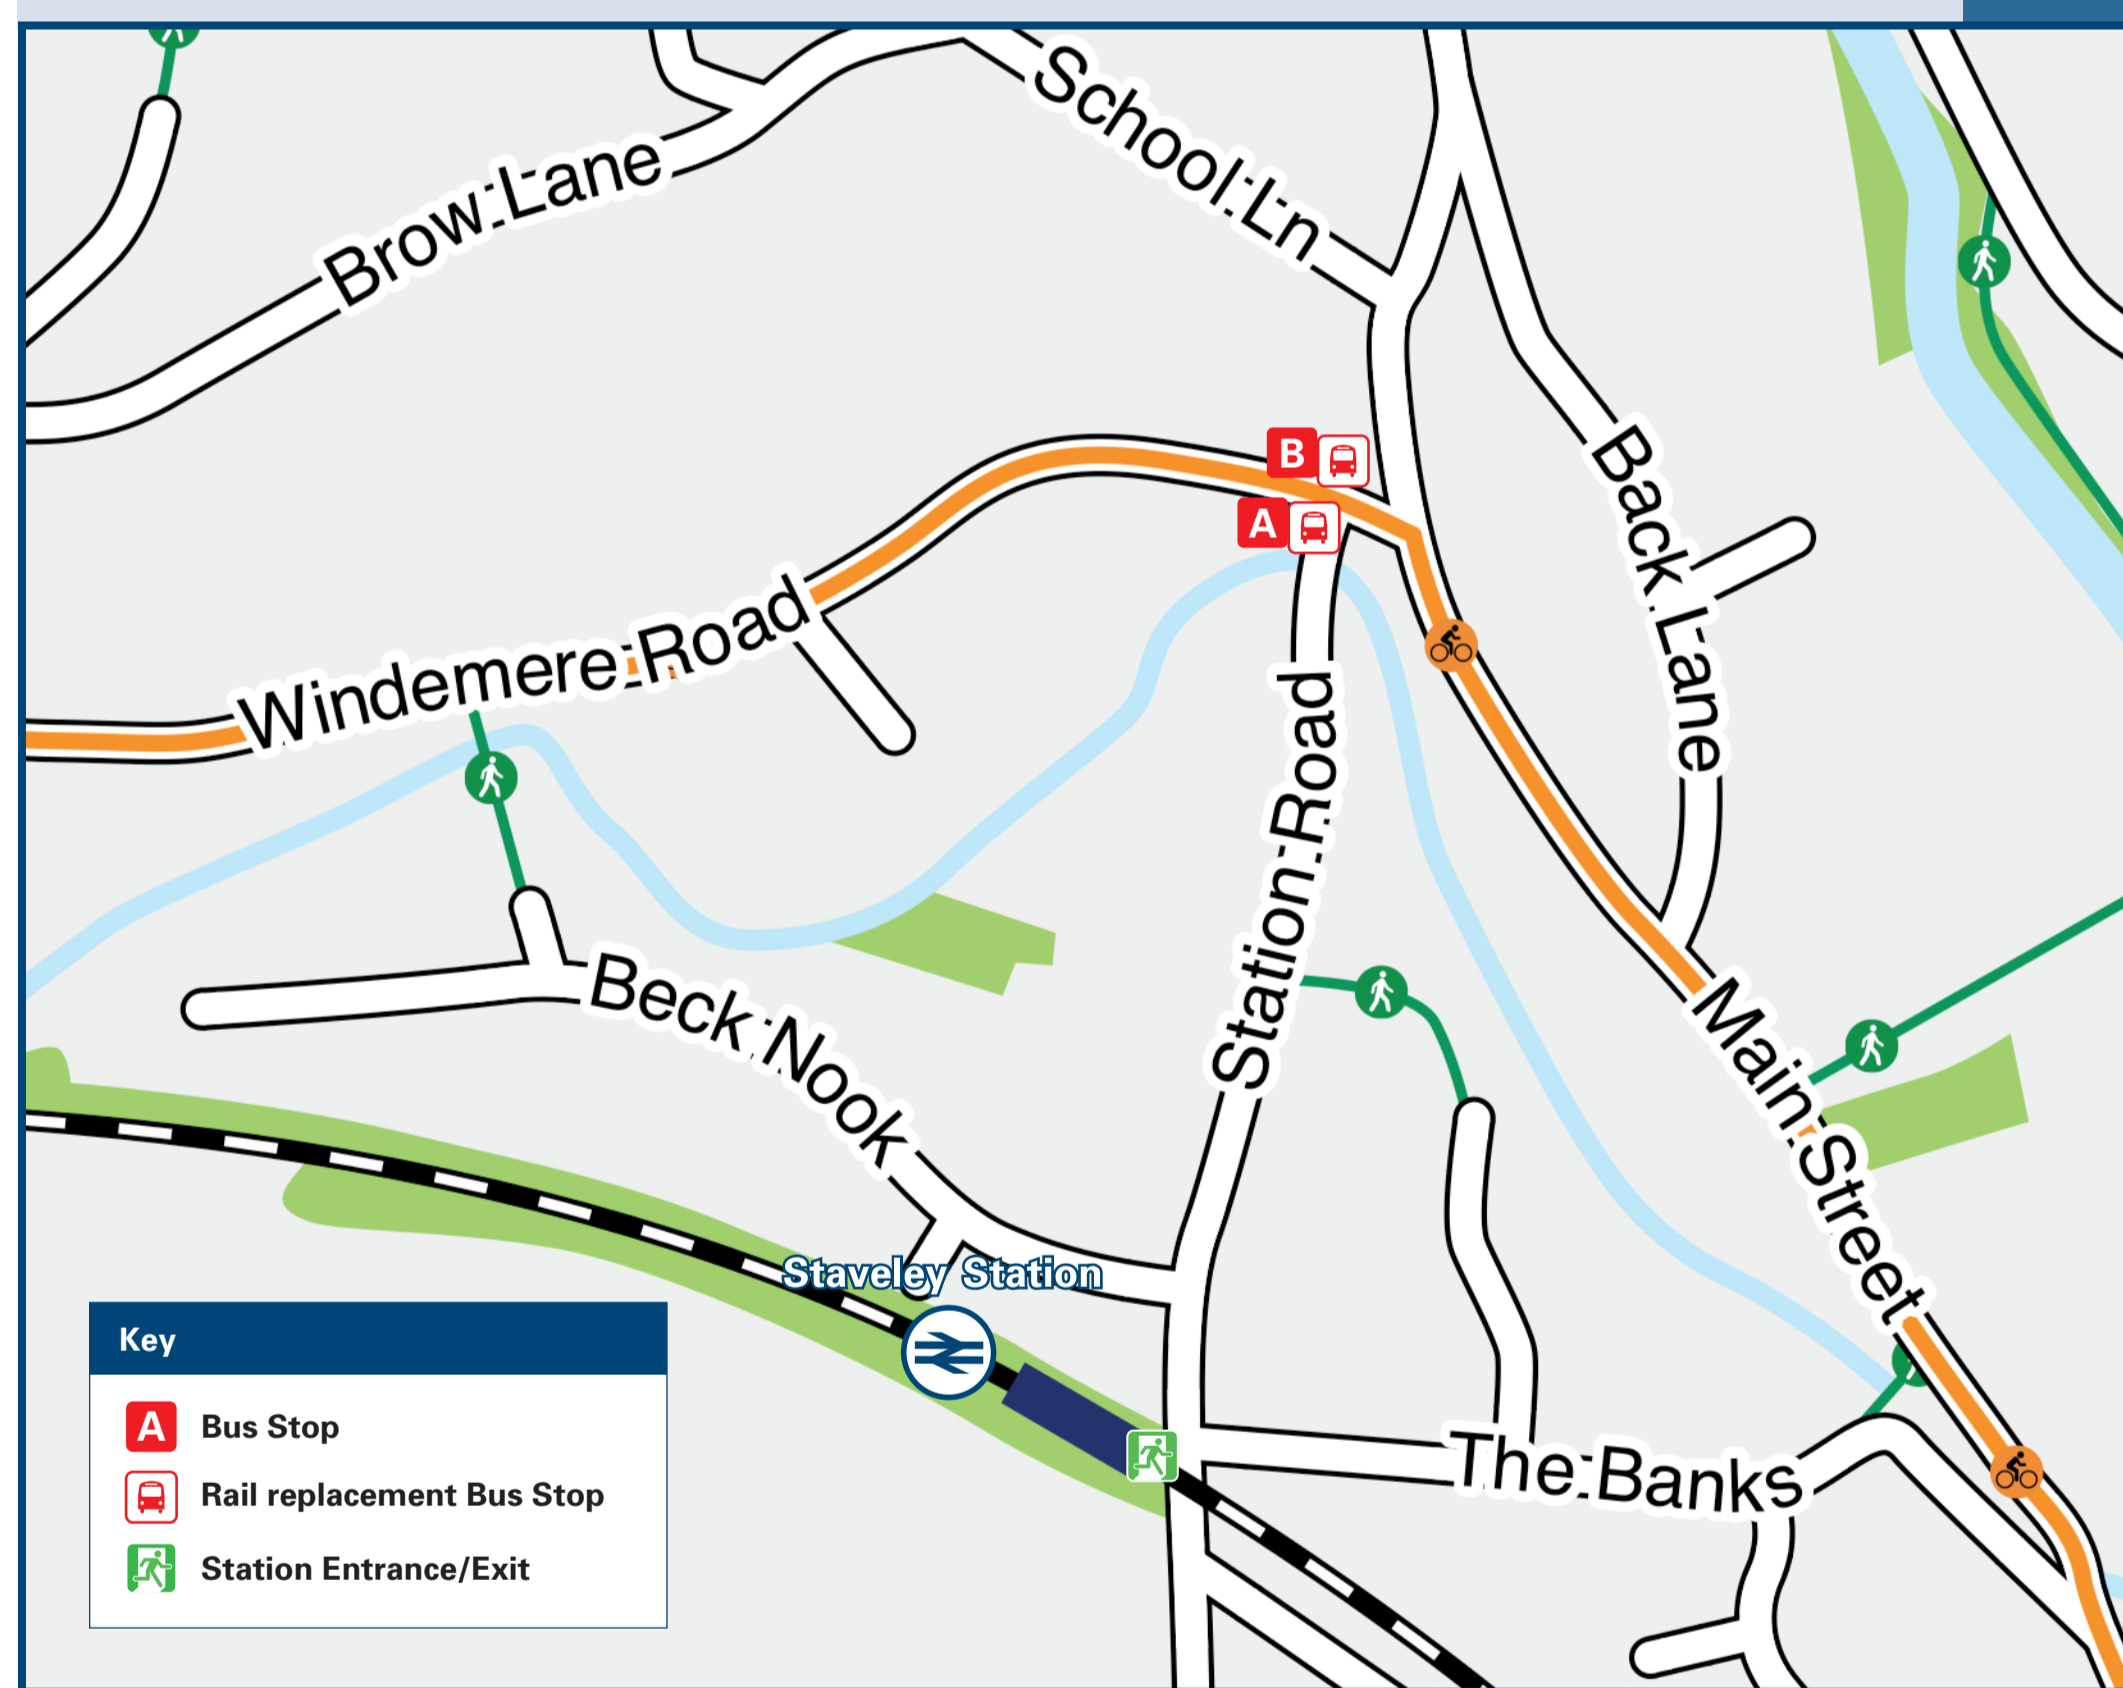 School Ln
Brow Lane
B
A
Back Lane
Windemere Road
Station Road
Beck Nook
Main Street
Staveley Station
The Banks
Key
A Bus Stop
Rail replacement Bus Stop
Station Entrance/Exit